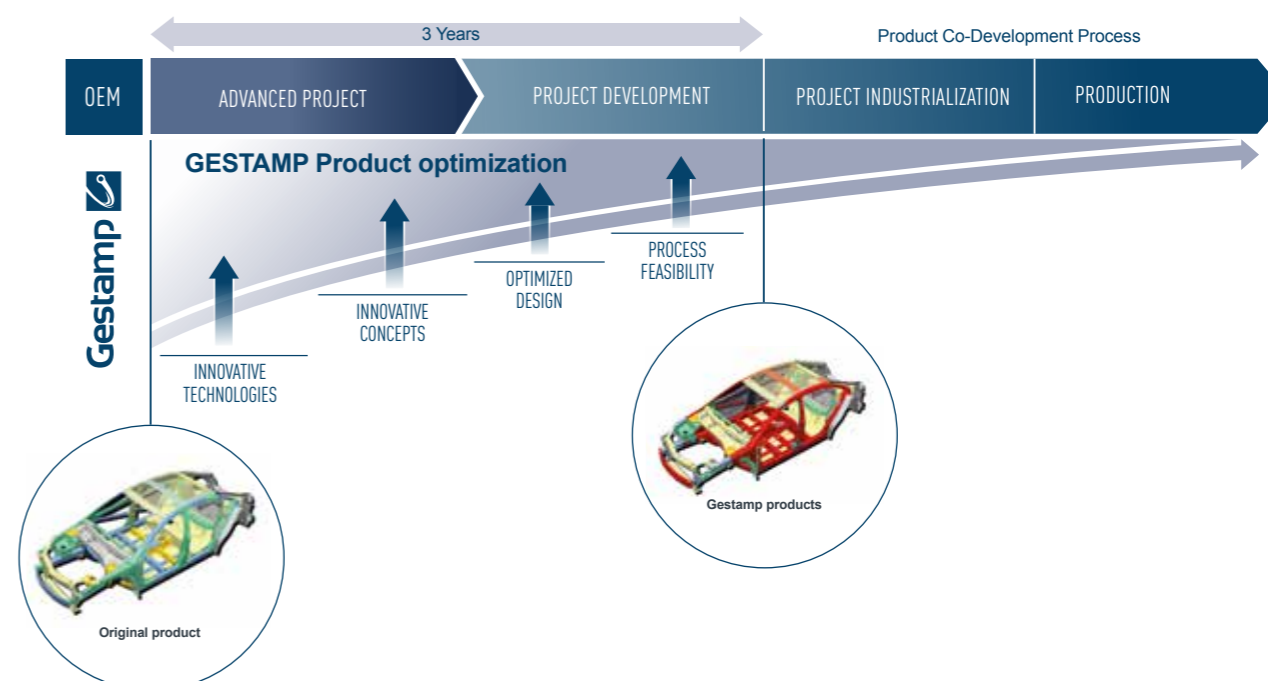 3 Years
Product Co-Development Process
OEM
ADVANCED PROJECT
PROJECT DEVELOPMENT
PROJECT INDUSTRIALIZATION
PRODUCTION
Gestamp
GESTAMP Product optimization
PROCESS
FEASIBILITY
OPTIMIZED
DESIGN
INNOVATIVE
CONCEPTS
INNOVATIVE
TECHNOLOGIES
Gestamp products
Original product